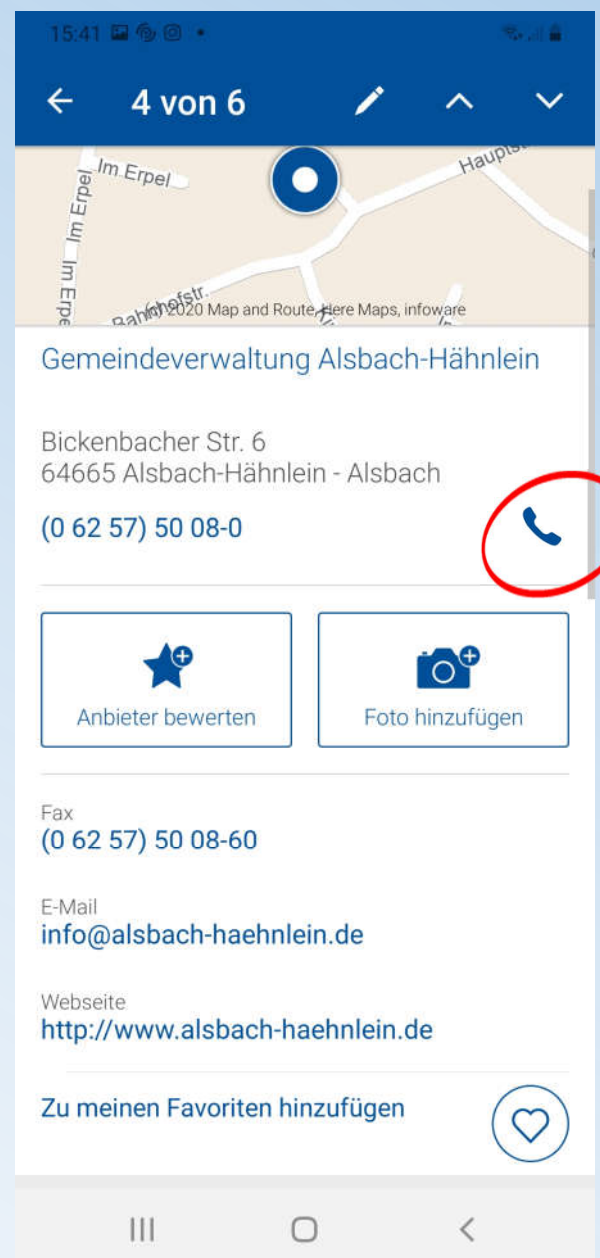 15:41
4 von 6
Im Erpel
Im Erpel
Im Erpe
Haupts
Bahnhofstr.
2020 Map and Route, Here Maps, infoware
Gemeindeverwaltung Alsbach-Hähnlein
Bickenbacher Str. 6
64665 Alsbach-Hähnlein - Alsbach
(0 62 57) 50 08-0
Anbieter bewerten
Foto hinzufügen
Fax
(0 62 57) 50 08-60
E-Mail
info@alsbach-haehnlein.de
Webseite
http://www.alsbach-haehnlein.de
Zu meinen Favoriten hinzufügen